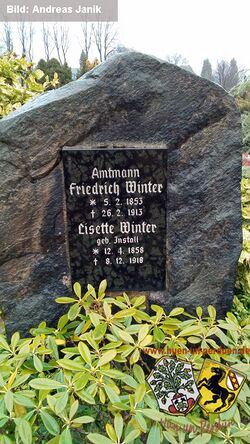 Bild: Andreas Janik
Amtmann
Friedrich Winter
* 5. 2. 1853
† 26. 2. 1913
Lisette Winter
geb. Install
* 12. 4. 1858
† 8. 12. 1918